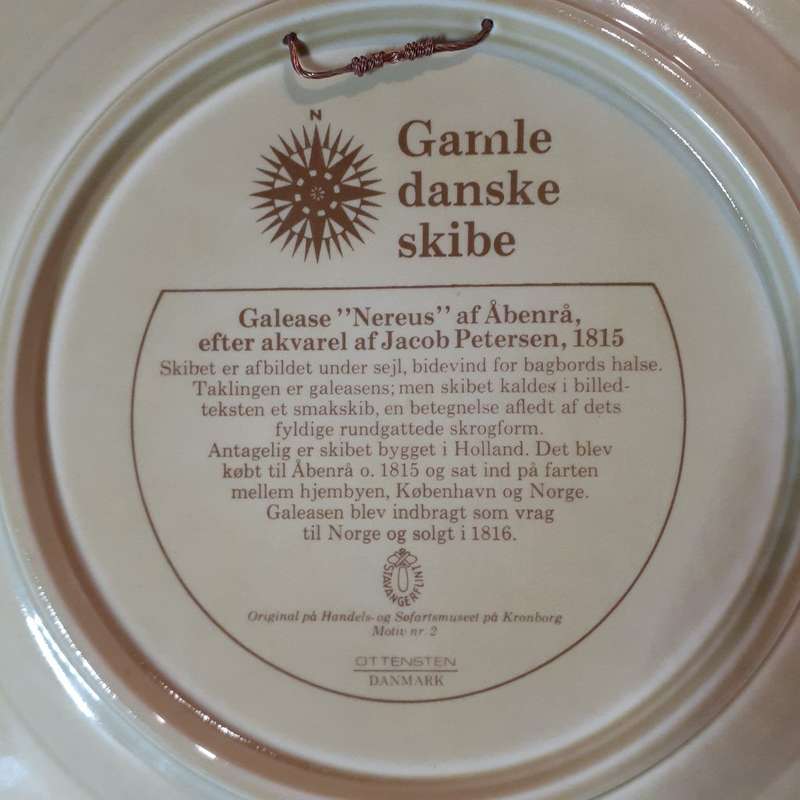 N
Gamle
danske
skibe
Galease "Nereus" af Åbenrå,
efter akvarel af Jacob Petersen, 1815
Skibet er afbildet under sejl, bidevind for bagbords halse.
Taklingen er galeasens; men skibet kaldes i billed-
teksten et smakskib, en betegnelse afledt af dets
fyldige rundgattede skrogform.
Antagelig er skibet bygget i Holland. Det blev
købt til Åbenrå o. 1815 og sat ind på farten
mellem hjembyen, København og Norge.
Galeasen blev indbragt som vrag
til Norge og solgt i 1816.
STAVANGERFLINT
Original på Handels- og Søfartsmuseet på Kronborg
Motiv nr. 2
OTTENSTEN
DANMARK